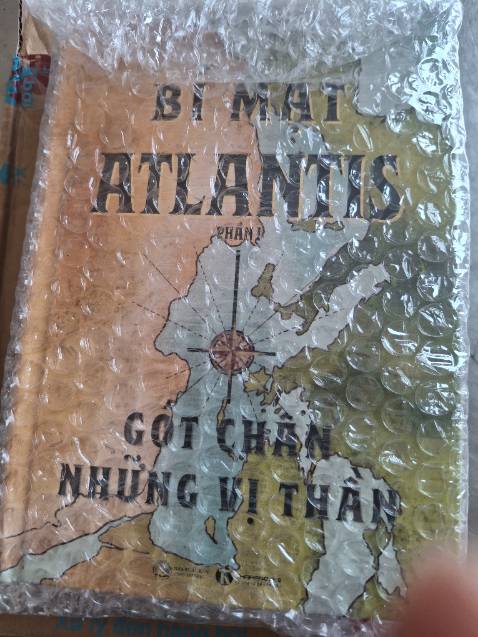 BÍ MẬT
ATLANTIS
PHẦN I
GÓT CHÂN
NHỮNG VỊ THẦN